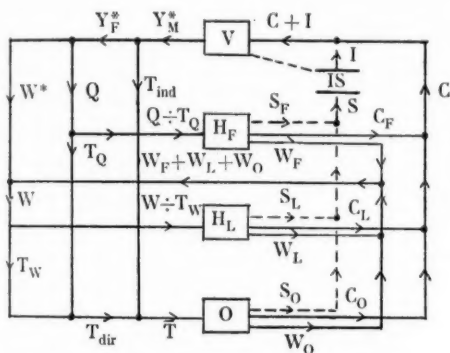 Y*F Y*M V C + I
I
W* Q Tind IS C
S
Q ÷ TQ HF SF CF
TQ WF
WF + WL + WO
W W ÷ TW HL SL CL
WL
TW
SO
Tdir T O CO
WO